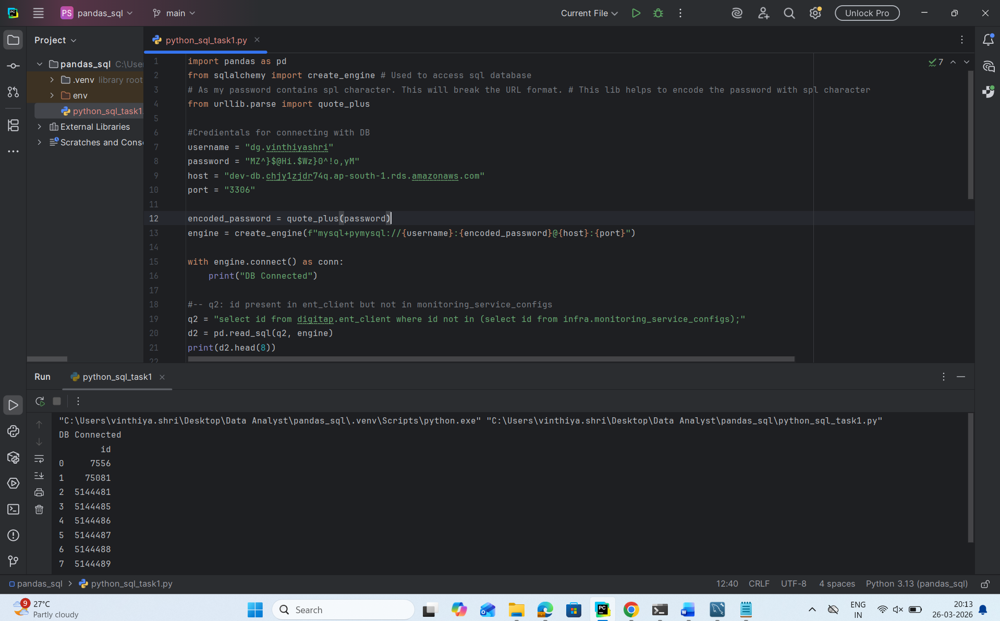 PS pandas_sql main Current File Unlock Pro
Project
python_sql_task1.py
pandas_sql C:\Use
.venv library root
env
python_sql_task1.
External Libraries
Scratches and Cons
7
1 import pandas as pd
2 from sqlalchemy import create_engine # Used to access sql database
3 # As my password contains spl character. This will break the URL format. # This lib helps to encode the password with spl character
4 from urllib.parse import quote_plus
5
6 #Credientals for connecting with DB
7 username = "dg.vinthiyashri"
8 password = "MZ^}$@Hi.$Wz}0^!o,yM"
9 host = "dev-db.chjy1zjdr74q.ap-south-1.rds.amazonaws.com"
10 port = "3306"
11
12 encoded_password = quote_plus(password)
13 engine = create_engine(f"mysql+pymysql://{username}:{encoded_password}@{host}:{port}")
14
15 with engine.connect() as conn:
16 print("DB Connected")
17
18 #-- q2: id present in ent_client but not in monitoring_service_configs
19 q2 = "select id from digitap.ent_client where id not in (select id from infra.monitoring_service_configs);"
20 d2 = pd.read_sql(q2, engine)
21 print(d2.head(8))
22
Run python_sql_task1
"C:\Users\vinthiya.shri\Desktop\Data Analyst\pandas_sql\.venv\Scripts\python.exe" "C:\Users\vinthiya.shri\Desktop\Data Analyst\pandas_sql\python_sql_task1.py"
DB Connected
id
0 7556
1 75081
2 5144481
3 5144485
4 5144486
5 5144487
6 5144488
7 5144489
pandas_sql > python_sql_task1.py 12:40 CRLF UTF-8 4 spaces Python 3.13 (pandas_sql)
9 27°C
Partly cloudy
Search
ENG
IN
20:13
26-03-2026